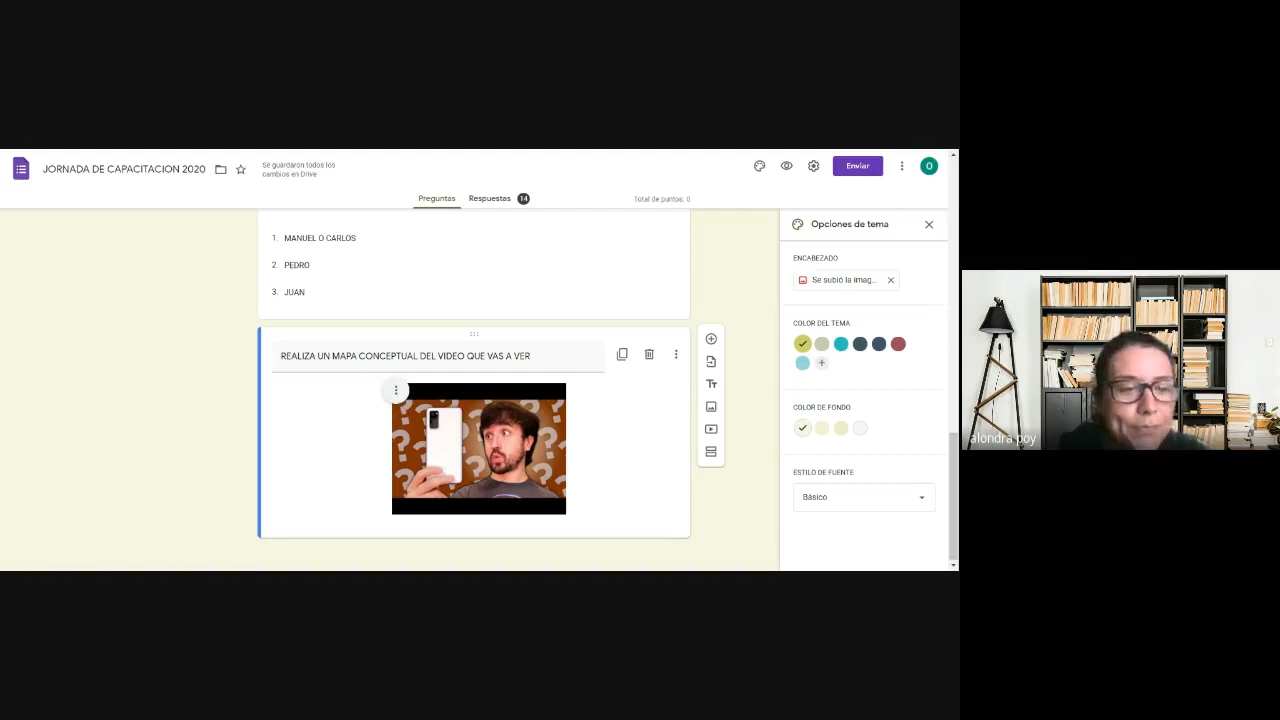 JORNADA DE CAPACITACION 2020
Se guardaron todos los
cambios en Drive
Enviar
O
Preguntas
Respuestas 14
Total de puntos: 0
1. MANUEL O CARLOS
2. PEDRO
3. JUAN
REALIZA UN MAPA CONCEPTUAL DEL VIDEO QUE VAS A VER
Tт
Opciones de tema
ENCABEZADO
Se subió la imag...
COLOR DEL TEMA
COLOR DE FONDO
ESTILO DE FUENTE
Básico
alondra poy